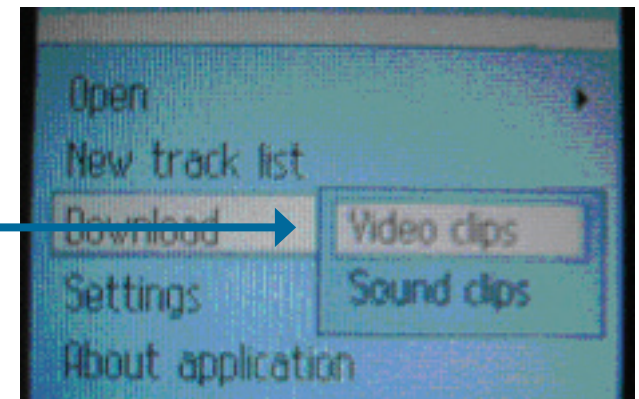 Open
New track list
Download
Video clips
Settings
Sound clips
About application